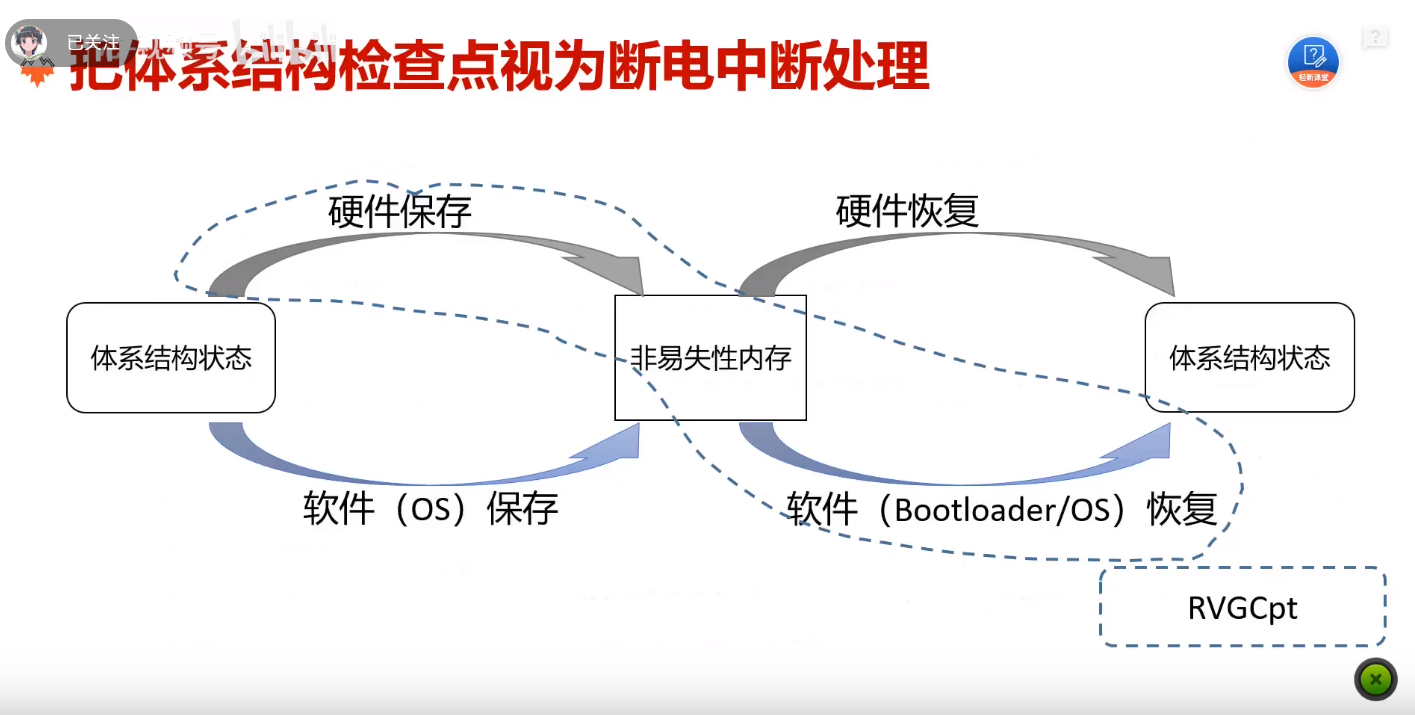 已关注
bilibili
把体系结构检查点视为断电中断处理
轻新课堂
硬件保存
硬件恢复
体系结构状态
非易失性内存
体系结构状态
软件（OS）保存
软件（Bootloader/OS）恢复
RVGCpt